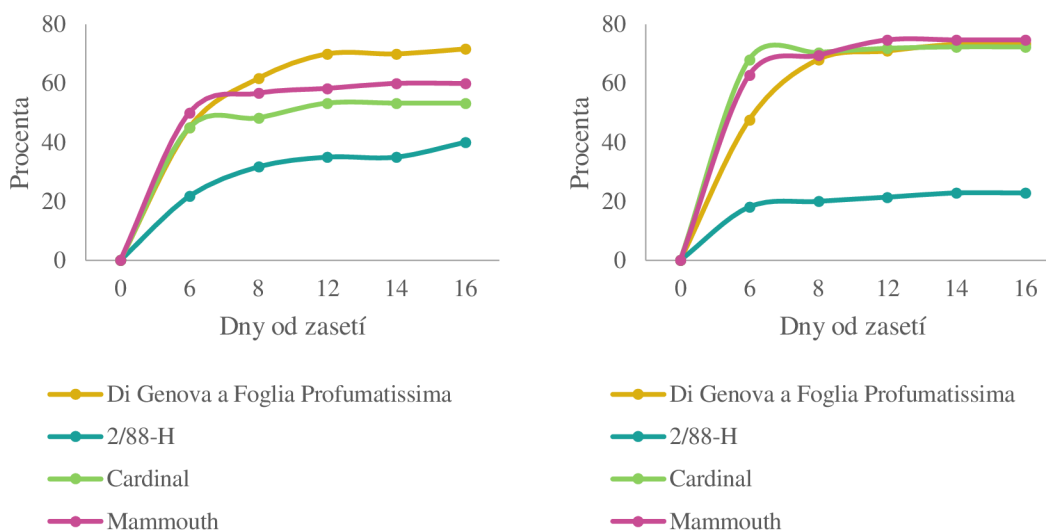 80
60
40
20
0
Procenta
0 6 8 12 14 16
Dny od zasetí
Di Genova a Foglia Profumatissima
2/88-H
Cardinal
Mammouth
80
60
40
20
0
Procenta
0 6 8 12 14 16
Dny od zasetí
Di Genova a Foglia Profumatissima
2/88-H
Cardinal
Mammouth